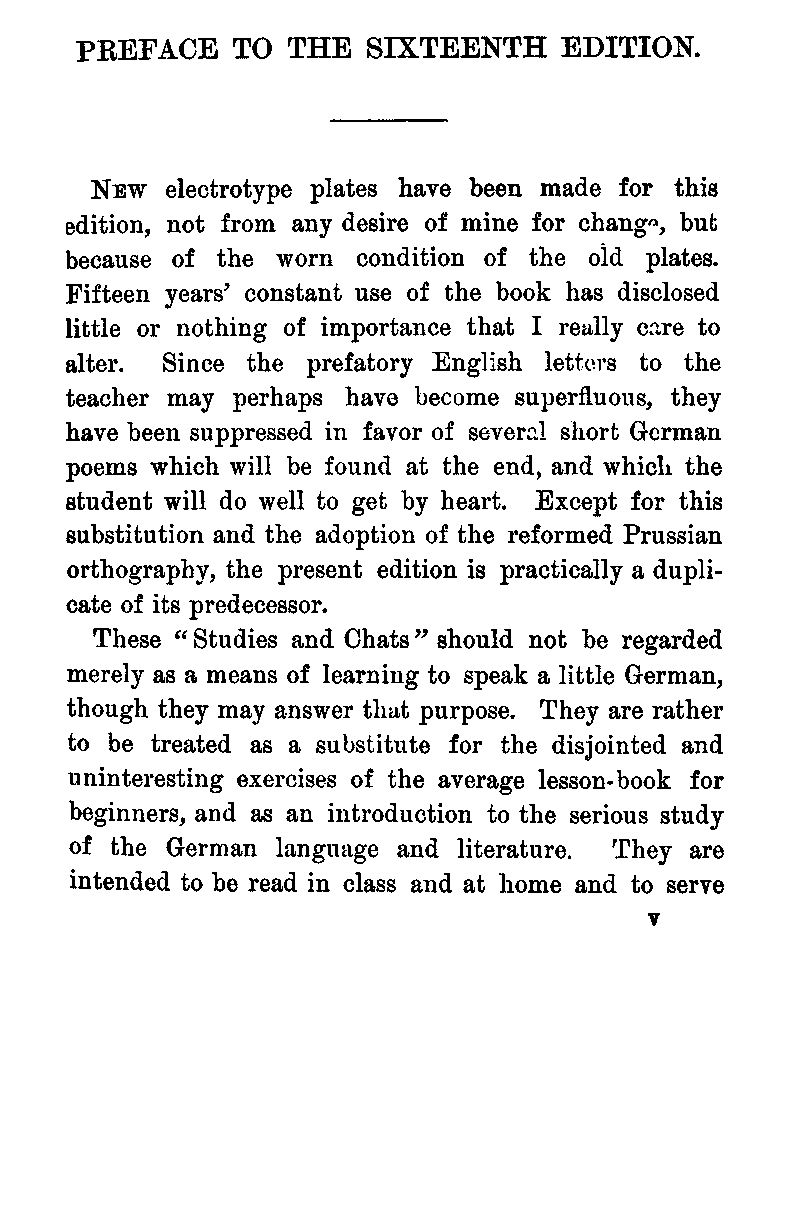 PREFACE TO THE SIXTEENTH EDITION.
New electrotype plates have been made for this
edition, not from any desire of mine for change, but
because of the worn condition of the old plates.
Fifteen years' constant use of the book has disclosed
little or nothing of importance that I really care to
alter. Since the prefatory English letters to the
teacher may perhaps have become superfluous, they
have been suppressed in favor of several short German
poems which will be found at the end, and which the
student will do well to get by heart. Except for this
substitution and the adoption of the reformed Prussian
orthography, the present edition is practically a dupli-
cate of its predecessor.
These "Studies and Chats" should not be regarded
merely as a means of learning to speak a little German,
though they may answer that purpose. They are rather
to be treated as a substitute for the disjointed and
uninteresting exercises of the average lesson-book for
beginners, and as an introduction to the serious study
of the German language and literature. They are
intended to be read in class and at home and to serve
v